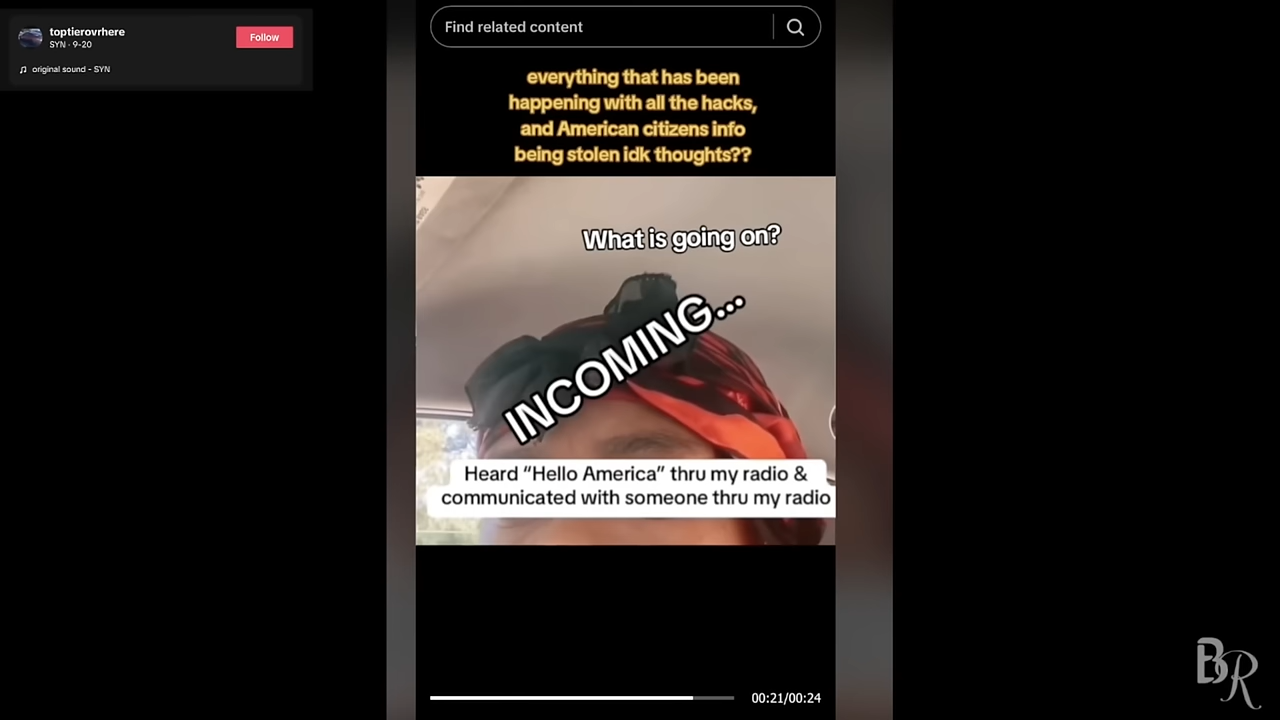 toptierovrhere
SYN · 9-20
Follow
original sound - SYN
Find related content
everything that has been
happening with all the hacks,
and American citizens info
being stolen idk thoughts??
What is going on?
INCOMING...
Heard “Hello America” thru my radio &
communicated with someone thru my radio
00:21/00:24
BR